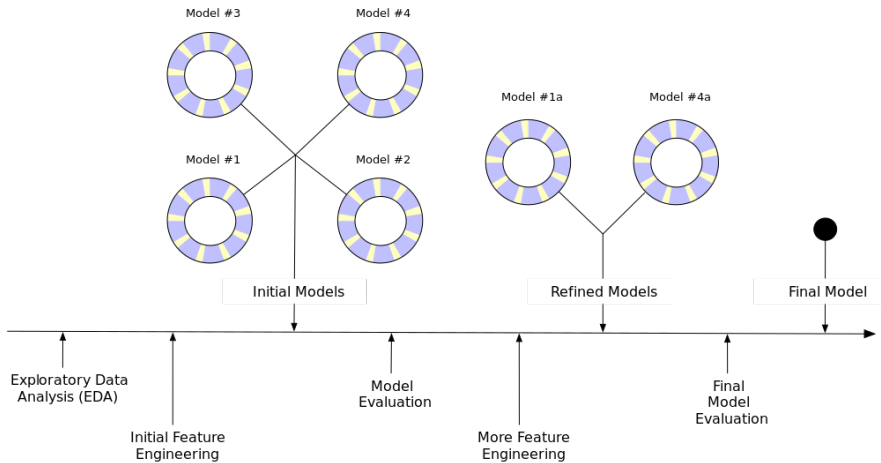 Model #3
Model #4
Model #1
Model #2
Model #1a
Model #4a
Initial Models
Refined Models
Final Model
Exploratory Data
Analysis (EDA)
Initial Feature
Engineering
Model
Evaluation
More Feature
Engineering
Final
Model
Evaluation